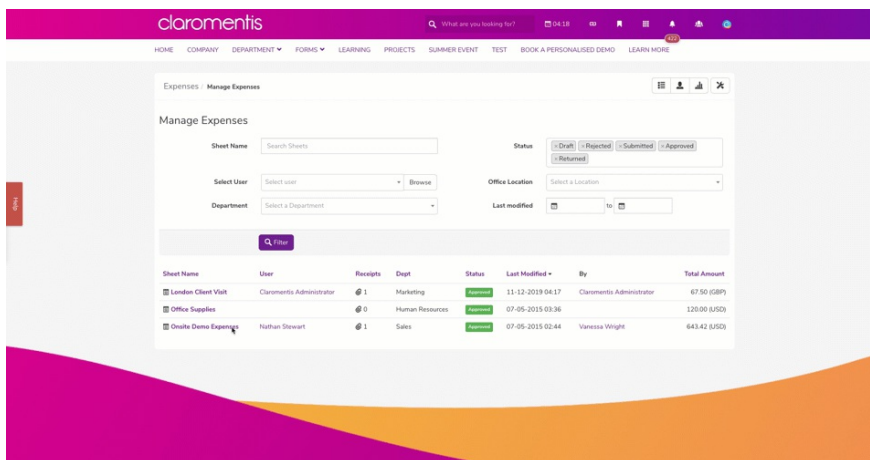 claromentis
What are you looking for?
04:18
422
HOME COMPANY DEPARTMENT FORMS LEARNING PROJECTS SUMMER EVENT TEST BOOK A PERSONALISED DEMO LEARN MORE
Expenses / Manage Expenses
Manage Expenses
Sheet Name Search Sheets Status × Draft × Rejected × Submitted × Approved
× Returned
Select User Select user Browse Office Location Select a Location
Department Select a Department Last modified to
Help
Filter
Sheet Name User Receipts Dept Status Last Modified By Total Amount
London Client Visit Claromentis Administrator 1 Marketing Approved 11-12-2019 04:17 Claromentis Administrator 67.50 (GBP)
Office Supplies 0 Human Resources Approved 07-05-2015 03:36 120.00 (USD)
Onsite Demo Expenses Nathan Stewart 1 Sales Approved 07-05-2015 02:44 Vanessa Wright 643.42 (USD)